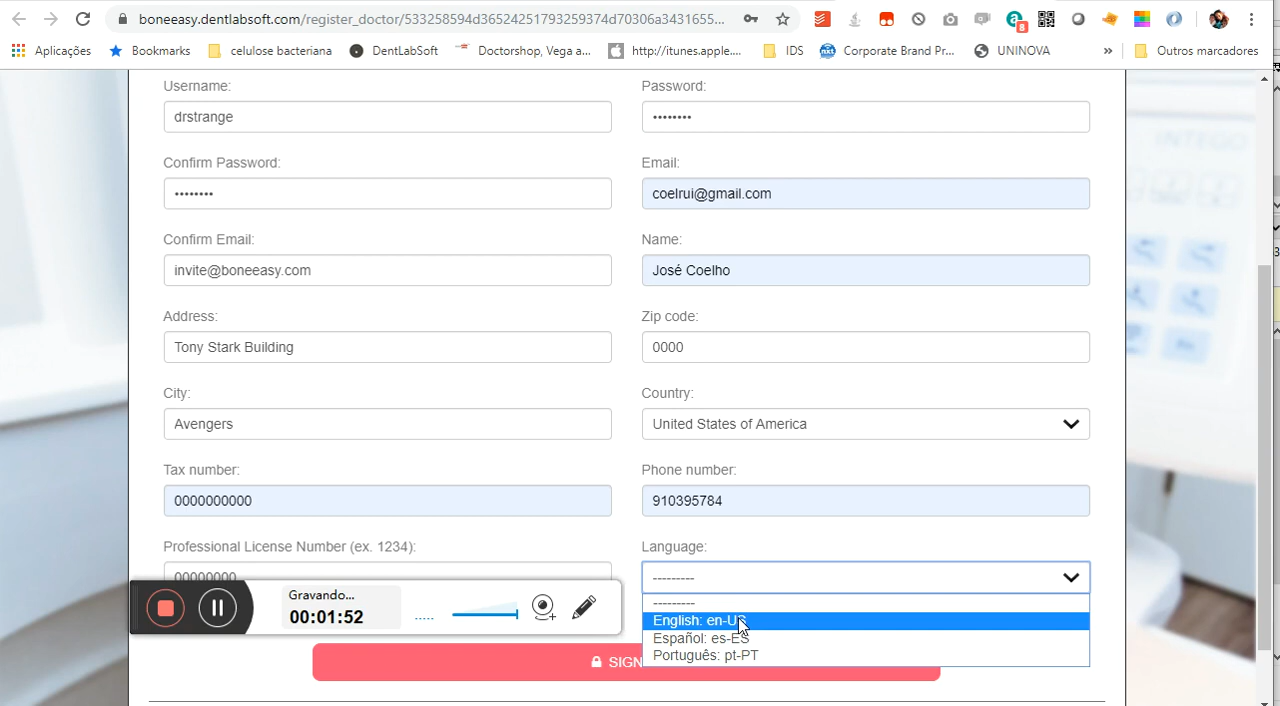 boneeasy.dentlabsoft.com/register_doctor/533258594d3652425179325937​4d70306a3431655...
Aplicações Bookmarks celulose bacteriana DentLabSoft Doctorshop, Vega a... http://itunes.apple.... IDS Corporate Brand Pr... UNINOVA » Outros marcadores
Username: Password:
drstrange ••••••••
Confirm Password: Email:
•••••••• coelrui@gmail.com
Confirm Email: Name:
invite@boneeasy.com José Coelho
Address: Zip code:
Tony Stark Building 0000
City: Country:
Avengers United States of America
Tax number: Phone number:
0000000000 910395784
Professional License Number (ex. 1234): Language:
00000000 ---------
---------
English: en-US
Español: es-ES
Português: pt-PT
Gravando...
00:01:52
SIGN